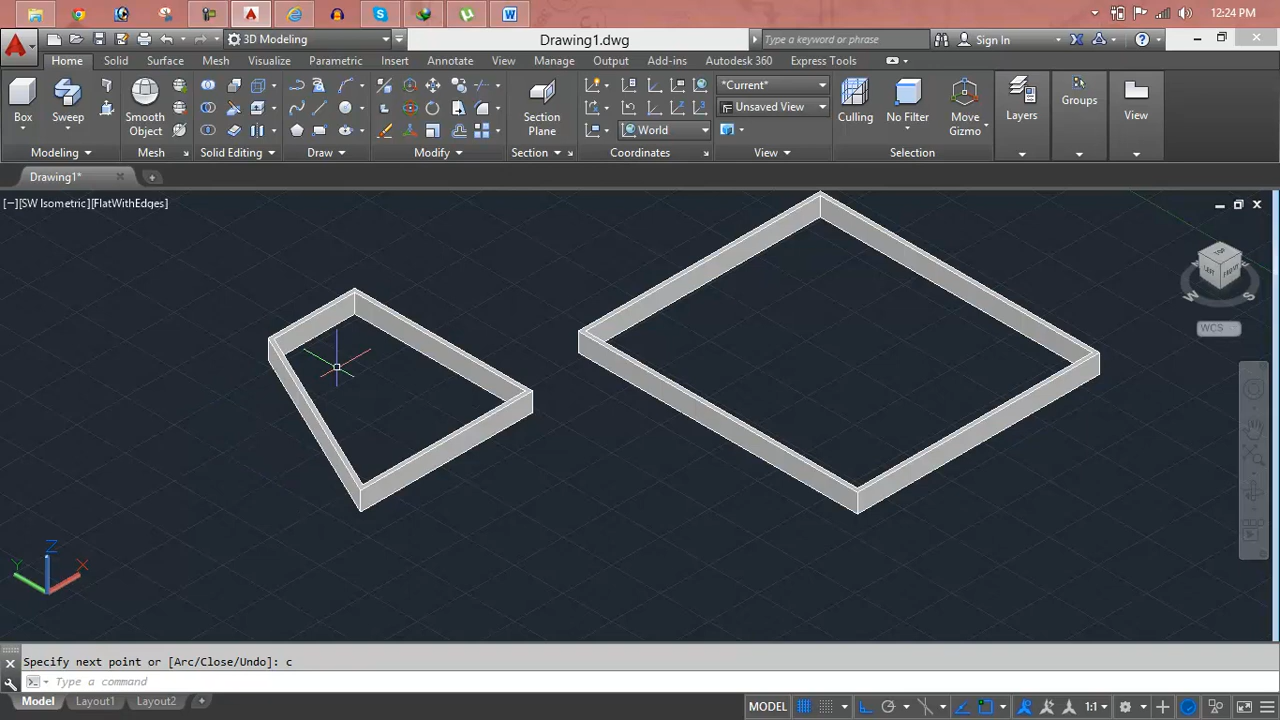 12:24 PM
3D Modeling
Drawing1.dwg
Type a keyword or phrase
Sign In
Home Solid Surface Mesh Visualize Parametric Insert Annotate View Manage Output Add-ins Autodesk 360 Express Tools
Box
Sweep
Smooth Object
Section Plane
*Current*
Unsaved View
World
Culling
No Filter
Move Gizmo
Layers
Groups
View
Modeling Mesh Solid Editing Draw Modify Section Coordinates View Selection
Drawing1*
[−][SW Isometric][FlatWithEdges]
TOP
LEFT
FRONT
W
S
WCS
Z
Y
X
Specify next point or [Arc/Close/Undo]: c
Type a command
Model Layout1 Layout2 +
MODEL
1:1